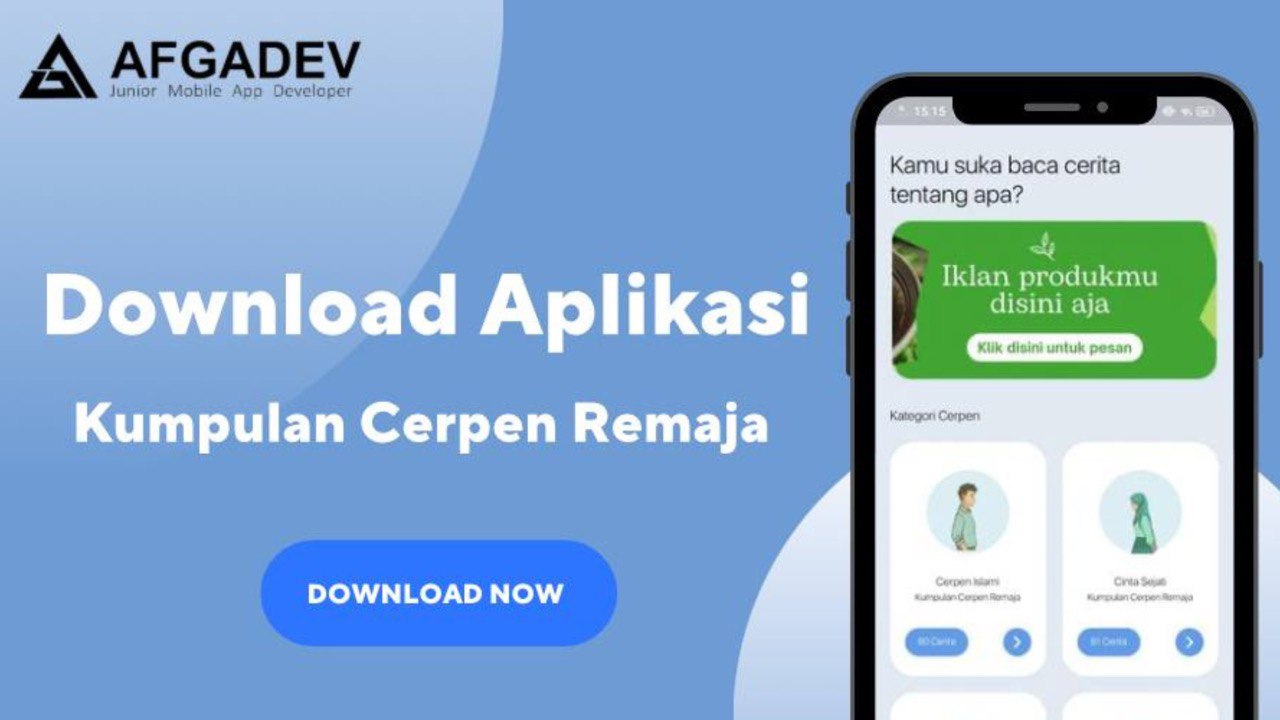 AFGADEV
Junior Mobile App Developer
Download Aplikasi
Kumpulan Cerpen Remaja
DOWNLOAD NOW
15.15
Kamu suka baca cerita
tentang apa?
Iklan produkmu
disini aja
Klik disini untuk pesan
Kategori Cerpen
Cerpen Islami
Kumpulan Cerpen Remaja
80 Cerita
Cinta Sejati
Kumpulan Cerpen Remaja
81 Cerita